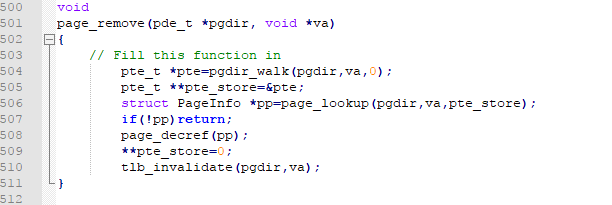 500 void
501 page_remove(pde_t *pgdir, void *va)
502 {
503 // Fill this function in
504 pte_t *pte=pgdir_walk(pgdir,va,0);
505 pte_t **pte_store=&pte;
506 struct PageInfo *pp=page_lookup(pgdir,va,pte_store);
507 if(!pp)return;
508 page_decref(pp);
509 **pte_store=0;
510 tlb_invalidate(pgdir,va);
511 }
512